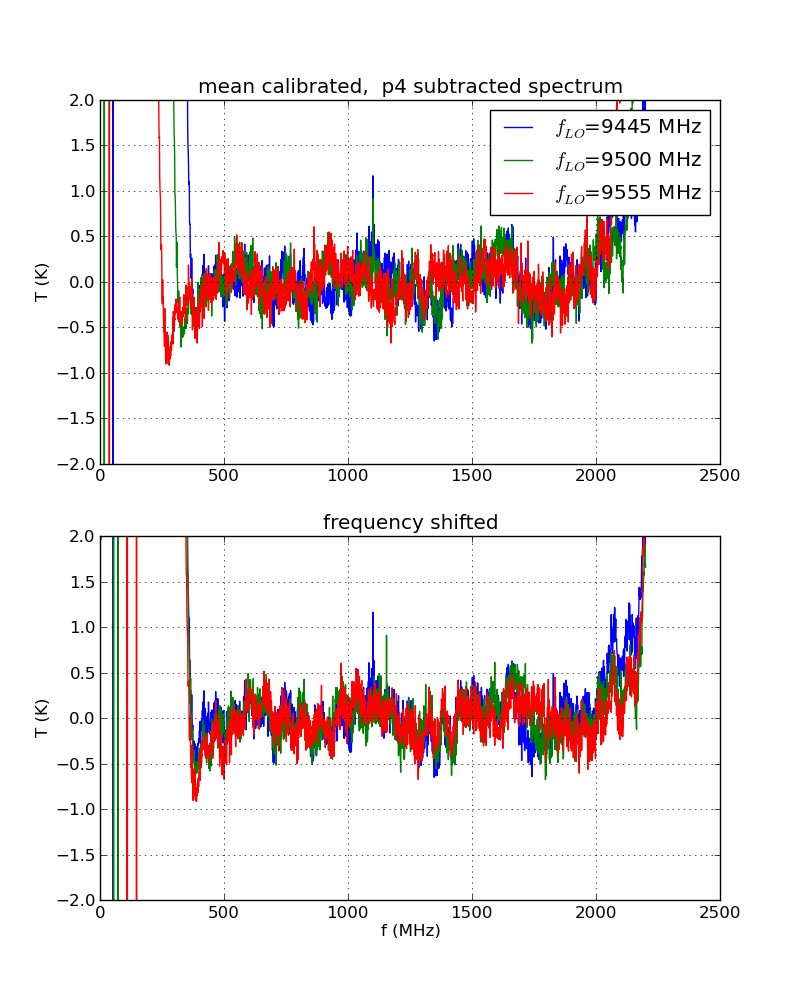 mean calibrated,  p4 subtracted spectrum
2.0
1.5
1.0
0.5
0.0
−0.5
−1.0
−1.5
−2.0
T (K)
f_LO=9445 MHz
f_LO=9500 MHz
f_LO=9555 MHz
0 500 1000 1500 2000 2500
frequency shifted
2.0
1.5
1.0
0.5
0.0
−0.5
−1.0
−1.5
−2.0
T (K)
0 500 1000 1500 2000 2500
f (MHz)